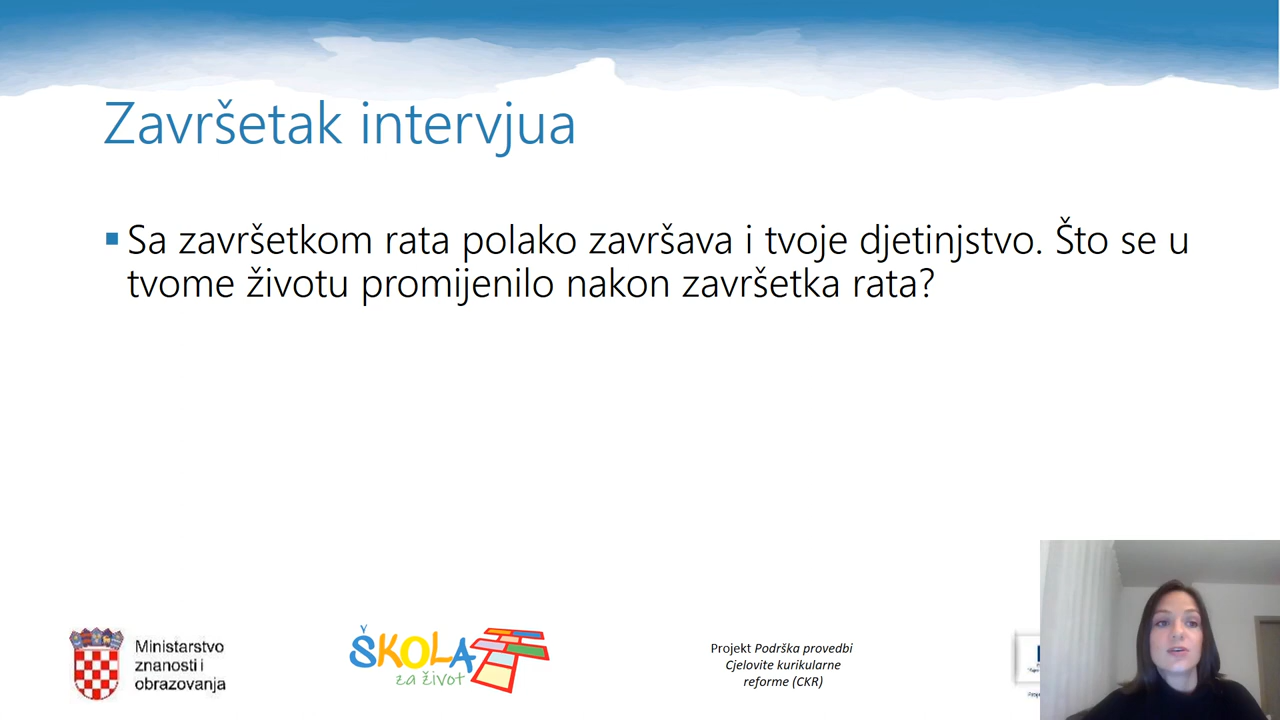 Završetak intervjua
Sa završetkom rata polako završava i tvoje djetinjstvo. Što se u
tvome životu promijenilo nakon završetka rata?
Ministarstvo
znanosti i
obrazovanja
ŠKOLA
za život
Projekt Podrška provedbi
Cjelovite kurikularne
reforme (CKR)